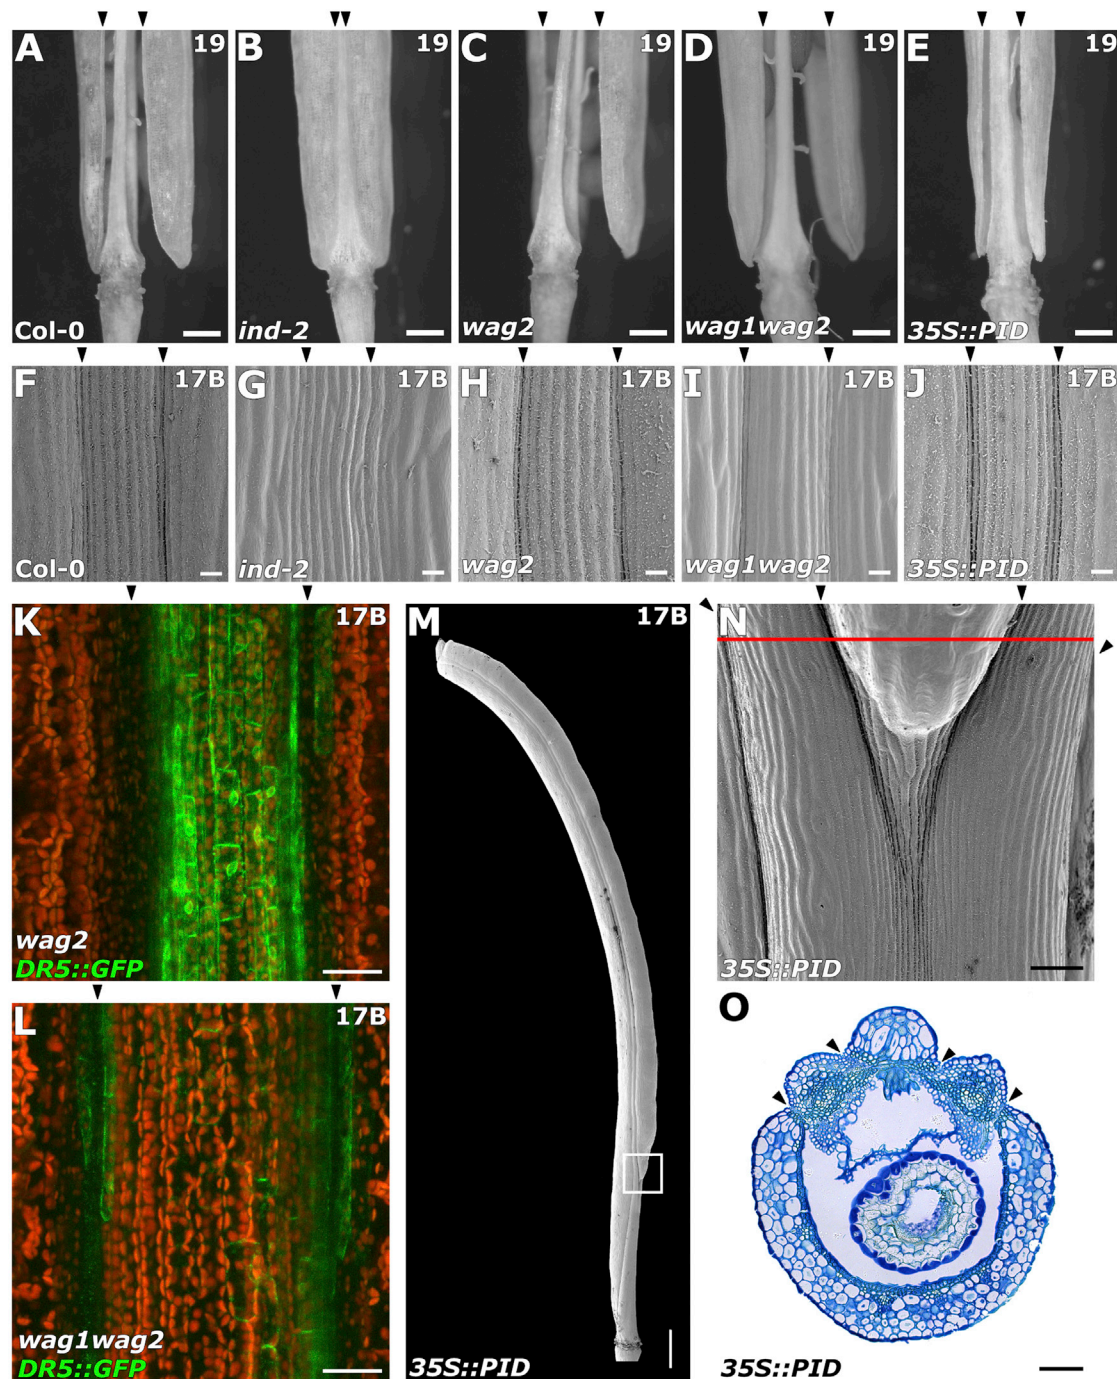 A 19
Col-0
B 19
ind-2
C 19
wag2
D 19
wag1wag2
E 19
35S::PID
F 17B
Col-0
G 17B
ind-2
H 17B
wag2
I 17B
wag1wag2
J 17B
35S::PID
K 17B
wag2
DR5::GFP
L 17B
wag1wag2
DR5::GFP
M 17B
35S::PID
N
35S::PID
O
35S::PID